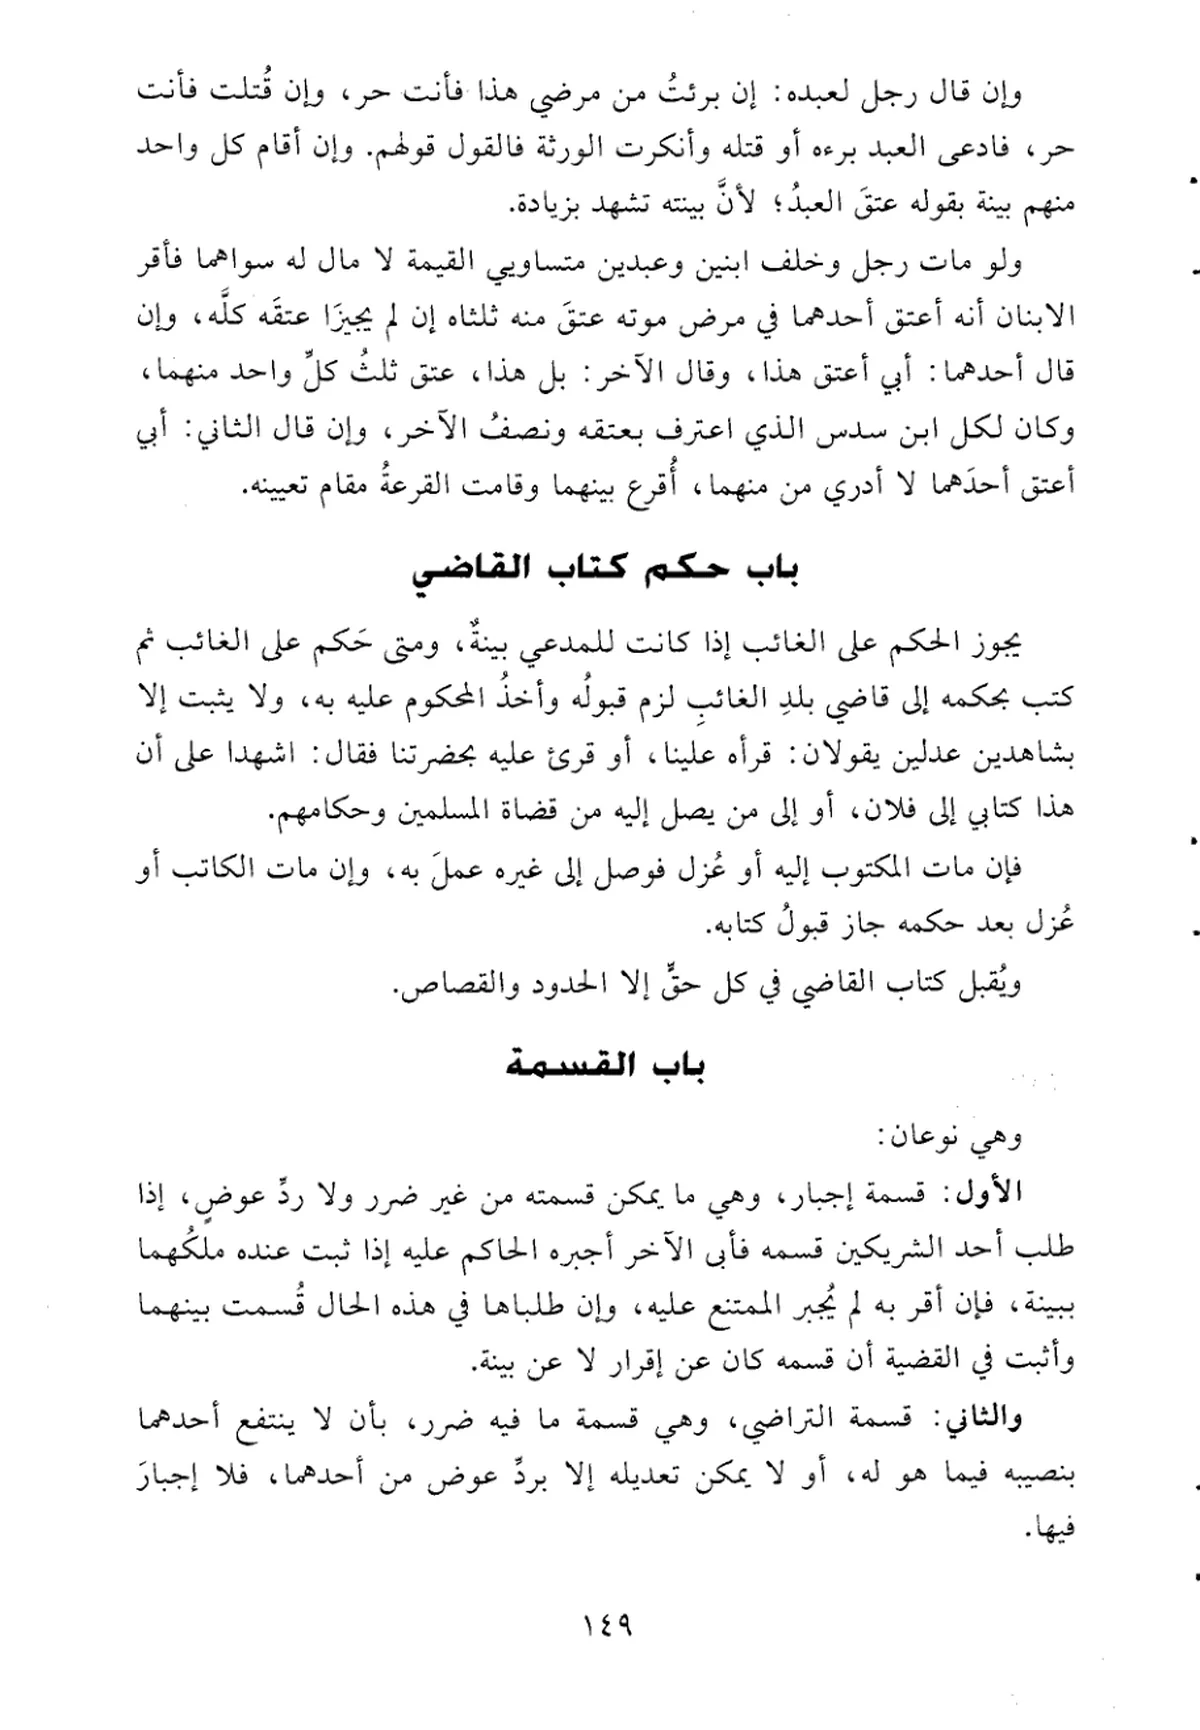 وإن قال رجل لعبده: إن برئتُ من مرضي هذا فأنت حر، وإن قُتلت فأنت
حر، فادعى العبد برءه أو قتله وأنكرت الورثة فالقول قولهم. وإن أقام كل واحد
منهم بينة بقوله عتقَ العبدُ؛ لأنَّ بينته تشهد بزيادة.
ولو مات رجل وخلف ابنين وعبدين متساويي القيمة لا مال له سواهما فأقر
الابنان أنه أعتق أحدهما في مرض موته عتقَ منه ثلثاه إن لم يجيزَا عتقَه كلَّه، وإن
قال أحدهما: أبي أعتق هذا، وقال الآخر: بل هذا، عتق ثلثُ كلِّ واحد منهما،
وكان لكل ابن سدس الذي اعترف بعتقه ونصفُ الآخر، وإن قال الثاني: أبي
أعتق أحدَهما لا أدري من منهما، أُقرع بينهما وقامت القرعةُ مقام تعيينه.
باب حكم كتاب القاضي
يجوز الحكم على الغائب إذا كانت للمدعي بينةٌ، ومتى حَكم على الغائب ثم
كتب بحكمه إلى قاضي بلدِ الغائبِ لزم قبولُه وأخذُ المحكوم عليه به، ولا يثبت إلا
بشاهدين عدلين يقولان: قرأه علينا، أو قرئ عليه بحضرتنا فقال: اشهدا على أن
هذا كتابي إلى فلان، أو إلى من يصل إليه من قضاة المسلمين وحكامهم.
فإن مات المكتوب إليه أو عُزل فوصل إلى غيره عملَ به، وإن مات الكاتب أو
عُزل بعد حكمه جاز قبولُ كتابه.
ويُقبل كتاب القاضي في كل حقٍّ إلا الحدود والقصاص.
باب القسمة
وهي نوعان:
الأول: قسمة إجبار، وهي ما يمكن قسمته من غير ضرر ولا ردِّ عوضٍ، إذا
طلب أحد الشريكين قسمه فأبى الآخر أجبره الحاكم عليه إذا ثبت عنده ملكُهما
ببينة، فإن أقر به لم يُجبر الممتنع عليه، وإن طلباها في هذه الحال قُسمت بينهما
وأثبت في القضية أن قسمه كان عن إقرار لا عن بينة.
والثاني: قسمة التراضي، وهي قسمة ما فيه ضرر، بأن لا ينتفع أحدهما
بنصيبه فيما هو له، أو لا يمكن تعديله إلا بردِّ عوض من أحدهما، فلا إجبارَ
فيها.
١٤٩